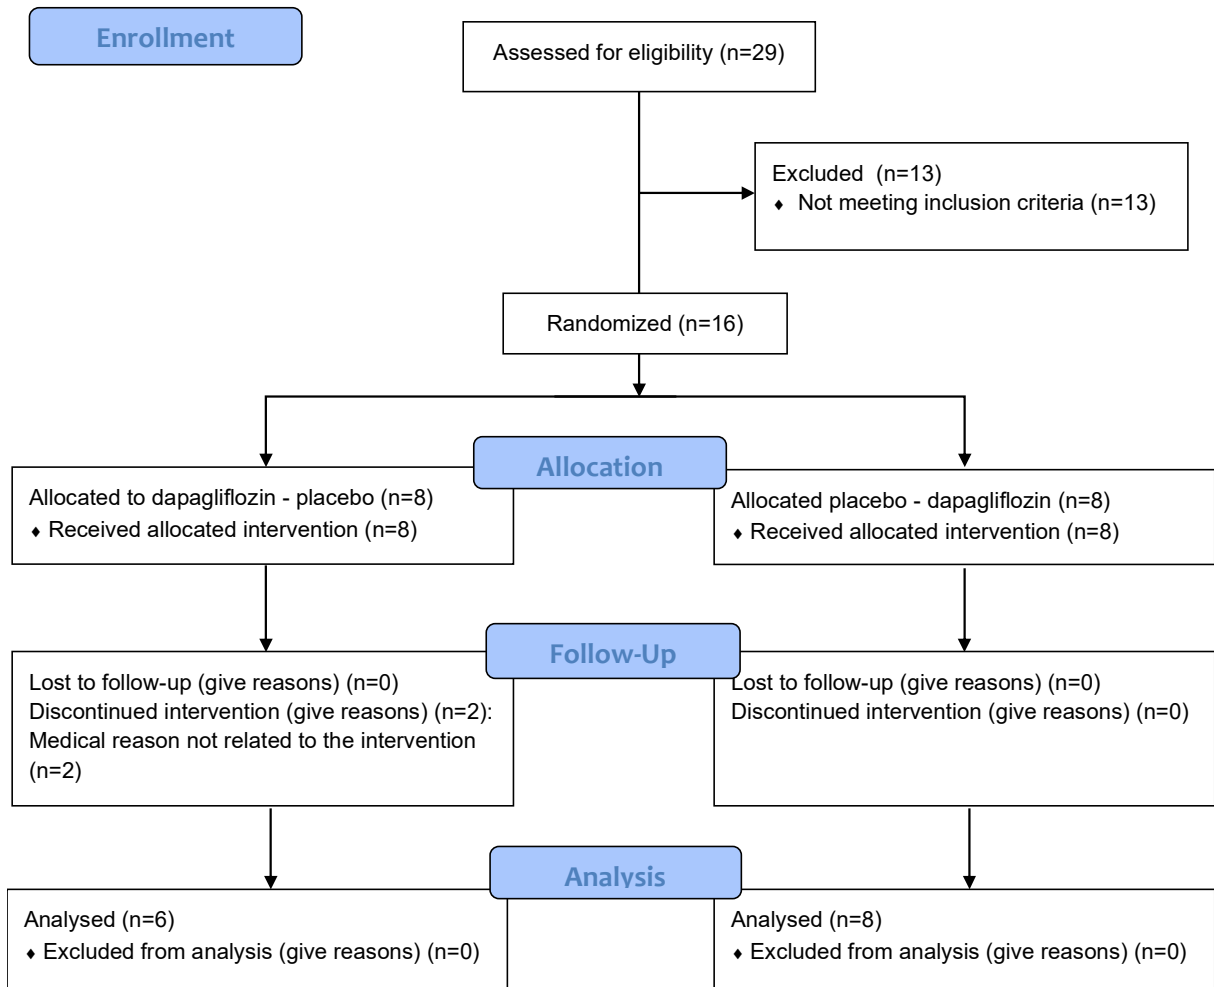 Enrollment
Assessed for eligibility (n=29)
Excluded (n=13)
♦ Not meeting inclusion criteria (n=13)
Randomized (n=16)
Allocation
Allocated to dapagliflozin - placebo (n=8)
♦ Received allocated intervention (n=8)
Allocated placebo - dapagliflozin (n=8)
♦ Received allocated intervention (n=8)
Follow-Up
Lost to follow-up (give reasons) (n=0)
Discontinued intervention (give reasons) (n=2):
Medical reason not related to the intervention
(n=2)
Lost to follow-up (give reasons) (n=0)
Discontinued intervention (give reasons) (n=0)
Analysis
Analysed (n=6)
♦ Excluded from analysis (give reasons) (n=0)
Analysed (n=8)
♦ Excluded from analysis (give reasons) (n=0)